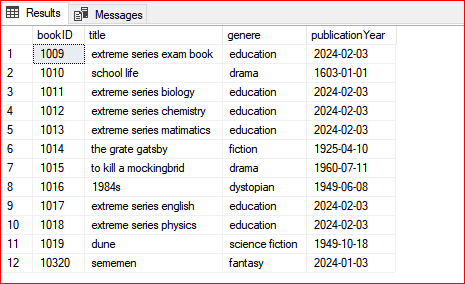 Results Messages
bookID title genere publicationYear
1 1009 extreme series exam book education 2024-02-03
2 1010 school life drama 1603-01-01
3 1011 extreme series biology education 2024-02-03
4 1012 extreme series chemistry education 2024-02-03
5 1013 extreme series matimatics education 2024-02-03
6 1014 the grate gatsby fiction 1925-04-10
7 1015 to kill a mockingbrid drama 1960-07-11
8 1016 1984s dystopian 1949-06-08
9 1017 extreme series english education 2024-02-03
10 1018 extreme series physics education 2024-02-03
11 1019 dune science fiction 1949-10-18
12 10320 sememen fantasy 2024-01-03